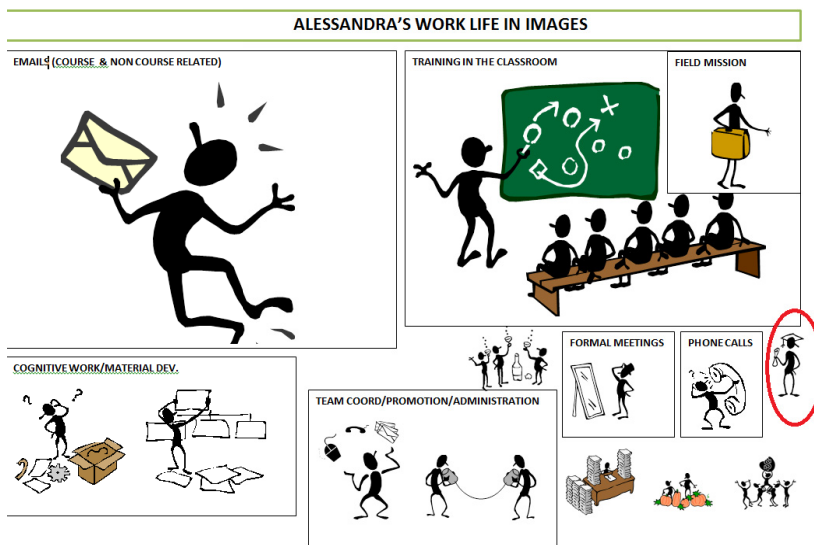 ALESSANDRA'S WORK LIFE IN IMAGES
EMAILS (COURSE & NON COURSE RELATED)
TRAINING IN THE CLASSROOM
FIELD MISSION
FORMAL MEETINGS
PHONE CALLS
COGNITIVE WORK/MATERIAL DEV.
TEAM COORD/PROMOTION/ADMINISTRATION
? ?